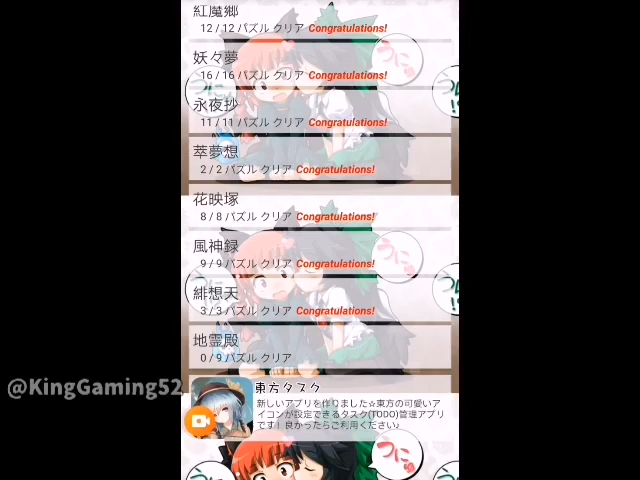 紅魔郷
12 / 12 パズル クリア Congratulations!
妖々夢
16 / 16 パズル クリア Congratulations!
うにゅ
永夜抄
11 / 11 パズル クリア Congratulations!
萃夢想
2 / 2 パズル クリア Congratulations!
花映塚
8 / 8 パズル クリア Congratulations!
風神録
9 / 9 パズル クリア Congratulations!
うにゅ
緋想天
3 / 3 パズル クリア Congratulations!
地霊殿
0 / 9 パズル クリア
@KingGaming52
東方タスク
新しいアプリを作りました☆東方の可愛いア
イコンが設定できるタスク(TODO)管理アプリ
です！良かったらご利用ください♪
うにゅ